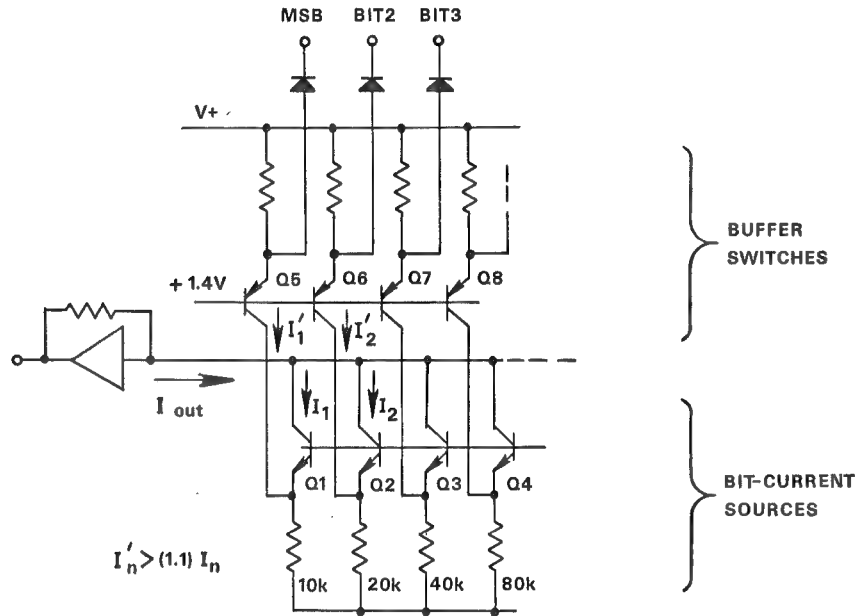 MSB BIT2 BIT3
V+
BUFFER
SWITCHES
+1.4V Q5 Q6 Q7 Q8
I′1 I′2
I out
I1 I2
Q1 Q2 Q3 Q4
BIT-CURRENT
SOURCES
I′n > (1.1) In
10k 20k 40k 80k